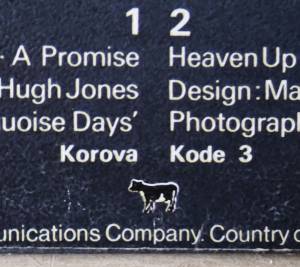 1 2
· A Promise Heaven Up
Hugh Jones Design: Ma
uoise Days' Photograp
Korova Kode 3
unications Company. Country o